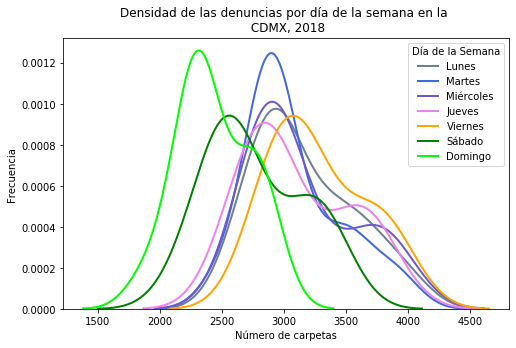 Densidad de las denuncias por día de la semana en la
CDMX, 2018
Frecuencia
0.0012
0.0010
0.0008
0.0006
0.0004
0.0002
0.0000
1500 2000 2500 3000 3500 4000 4500
Número de carpetas
Día de la Semana
Lunes
Martes
Miércoles
Jueves
Viernes
Sábado
Domingo